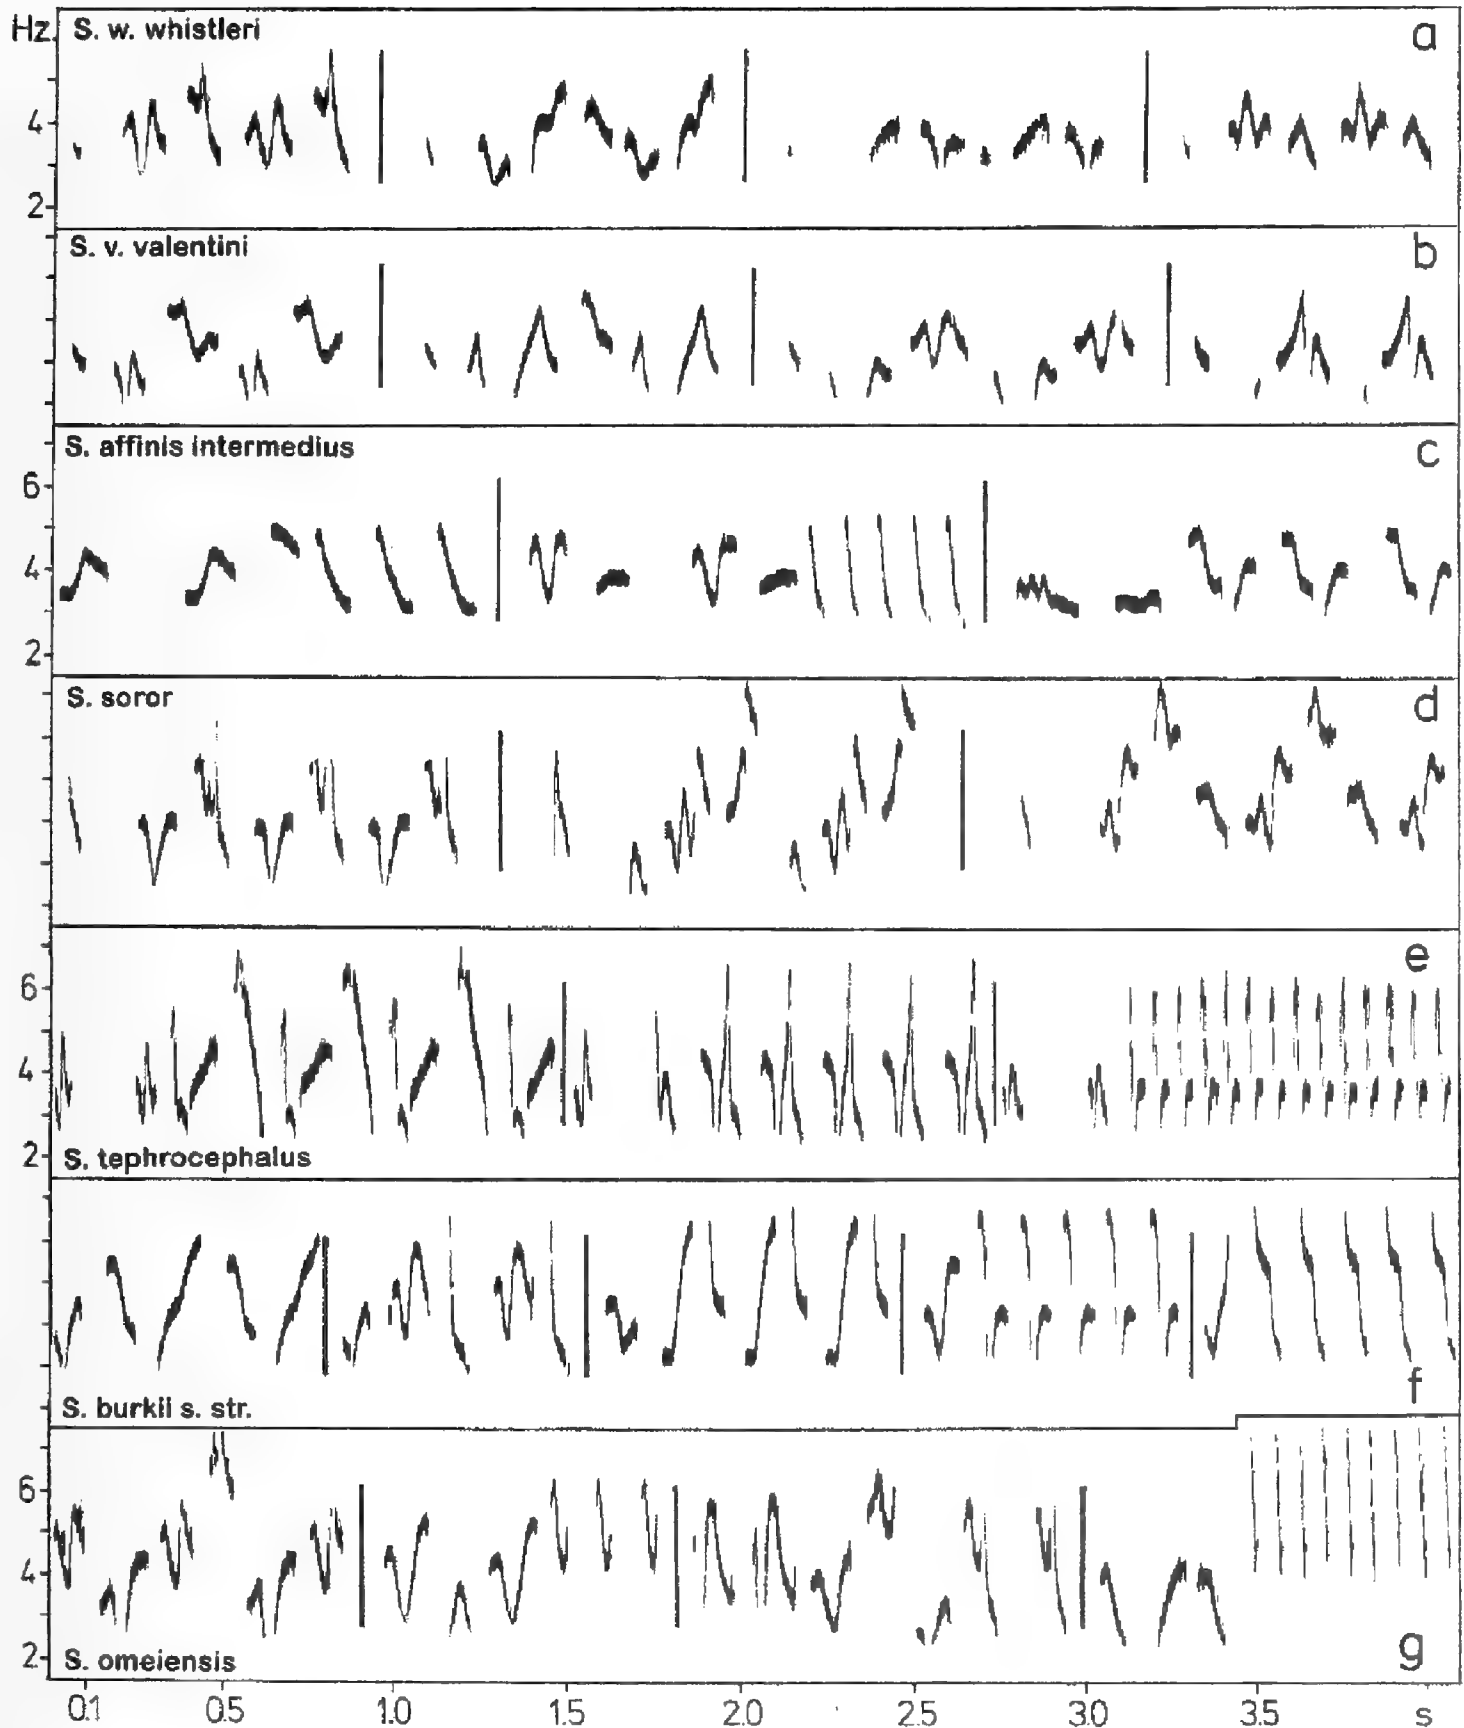 Hz
S. w. whistleri
a
4
2
S. v. valentini
b
S. affinis intermedius
c
6
4
2
S. soror
d
e
6
4
2
S. tephrocephalus
f
S. burkii s. str.
6
4
2
S. omeiensis
g
0.1 0.5 1.0 1.5 2.0 2.5 3.0 3.5 s